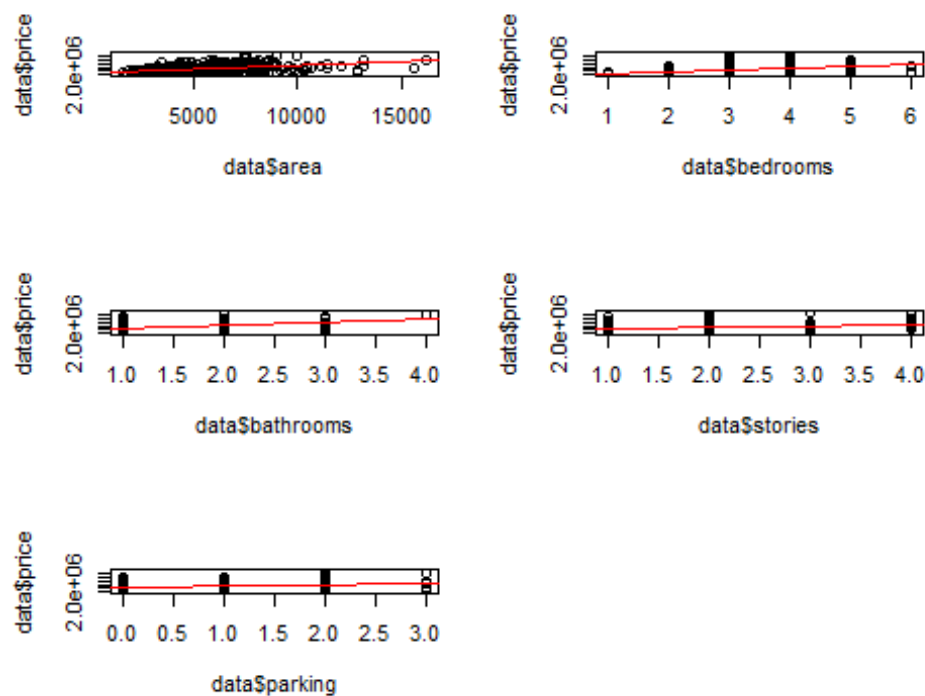 data$price
2.0e+06
5000 10000 15000
data$area
data$price
2.0e+06
1 2 3 4 5 6
data$bedrooms
data$price
2.0e+06
1.0 1.5 2.0 2.5 3.0 3.5 4.0
data$bathrooms
data$price
2.0e+06
1.0 1.5 2.0 2.5 3.0 3.5 4.0
data$stories
data$price
2.0e+06
0.0 0.5 1.0 1.5 2.0 2.5 3.0
data$parking